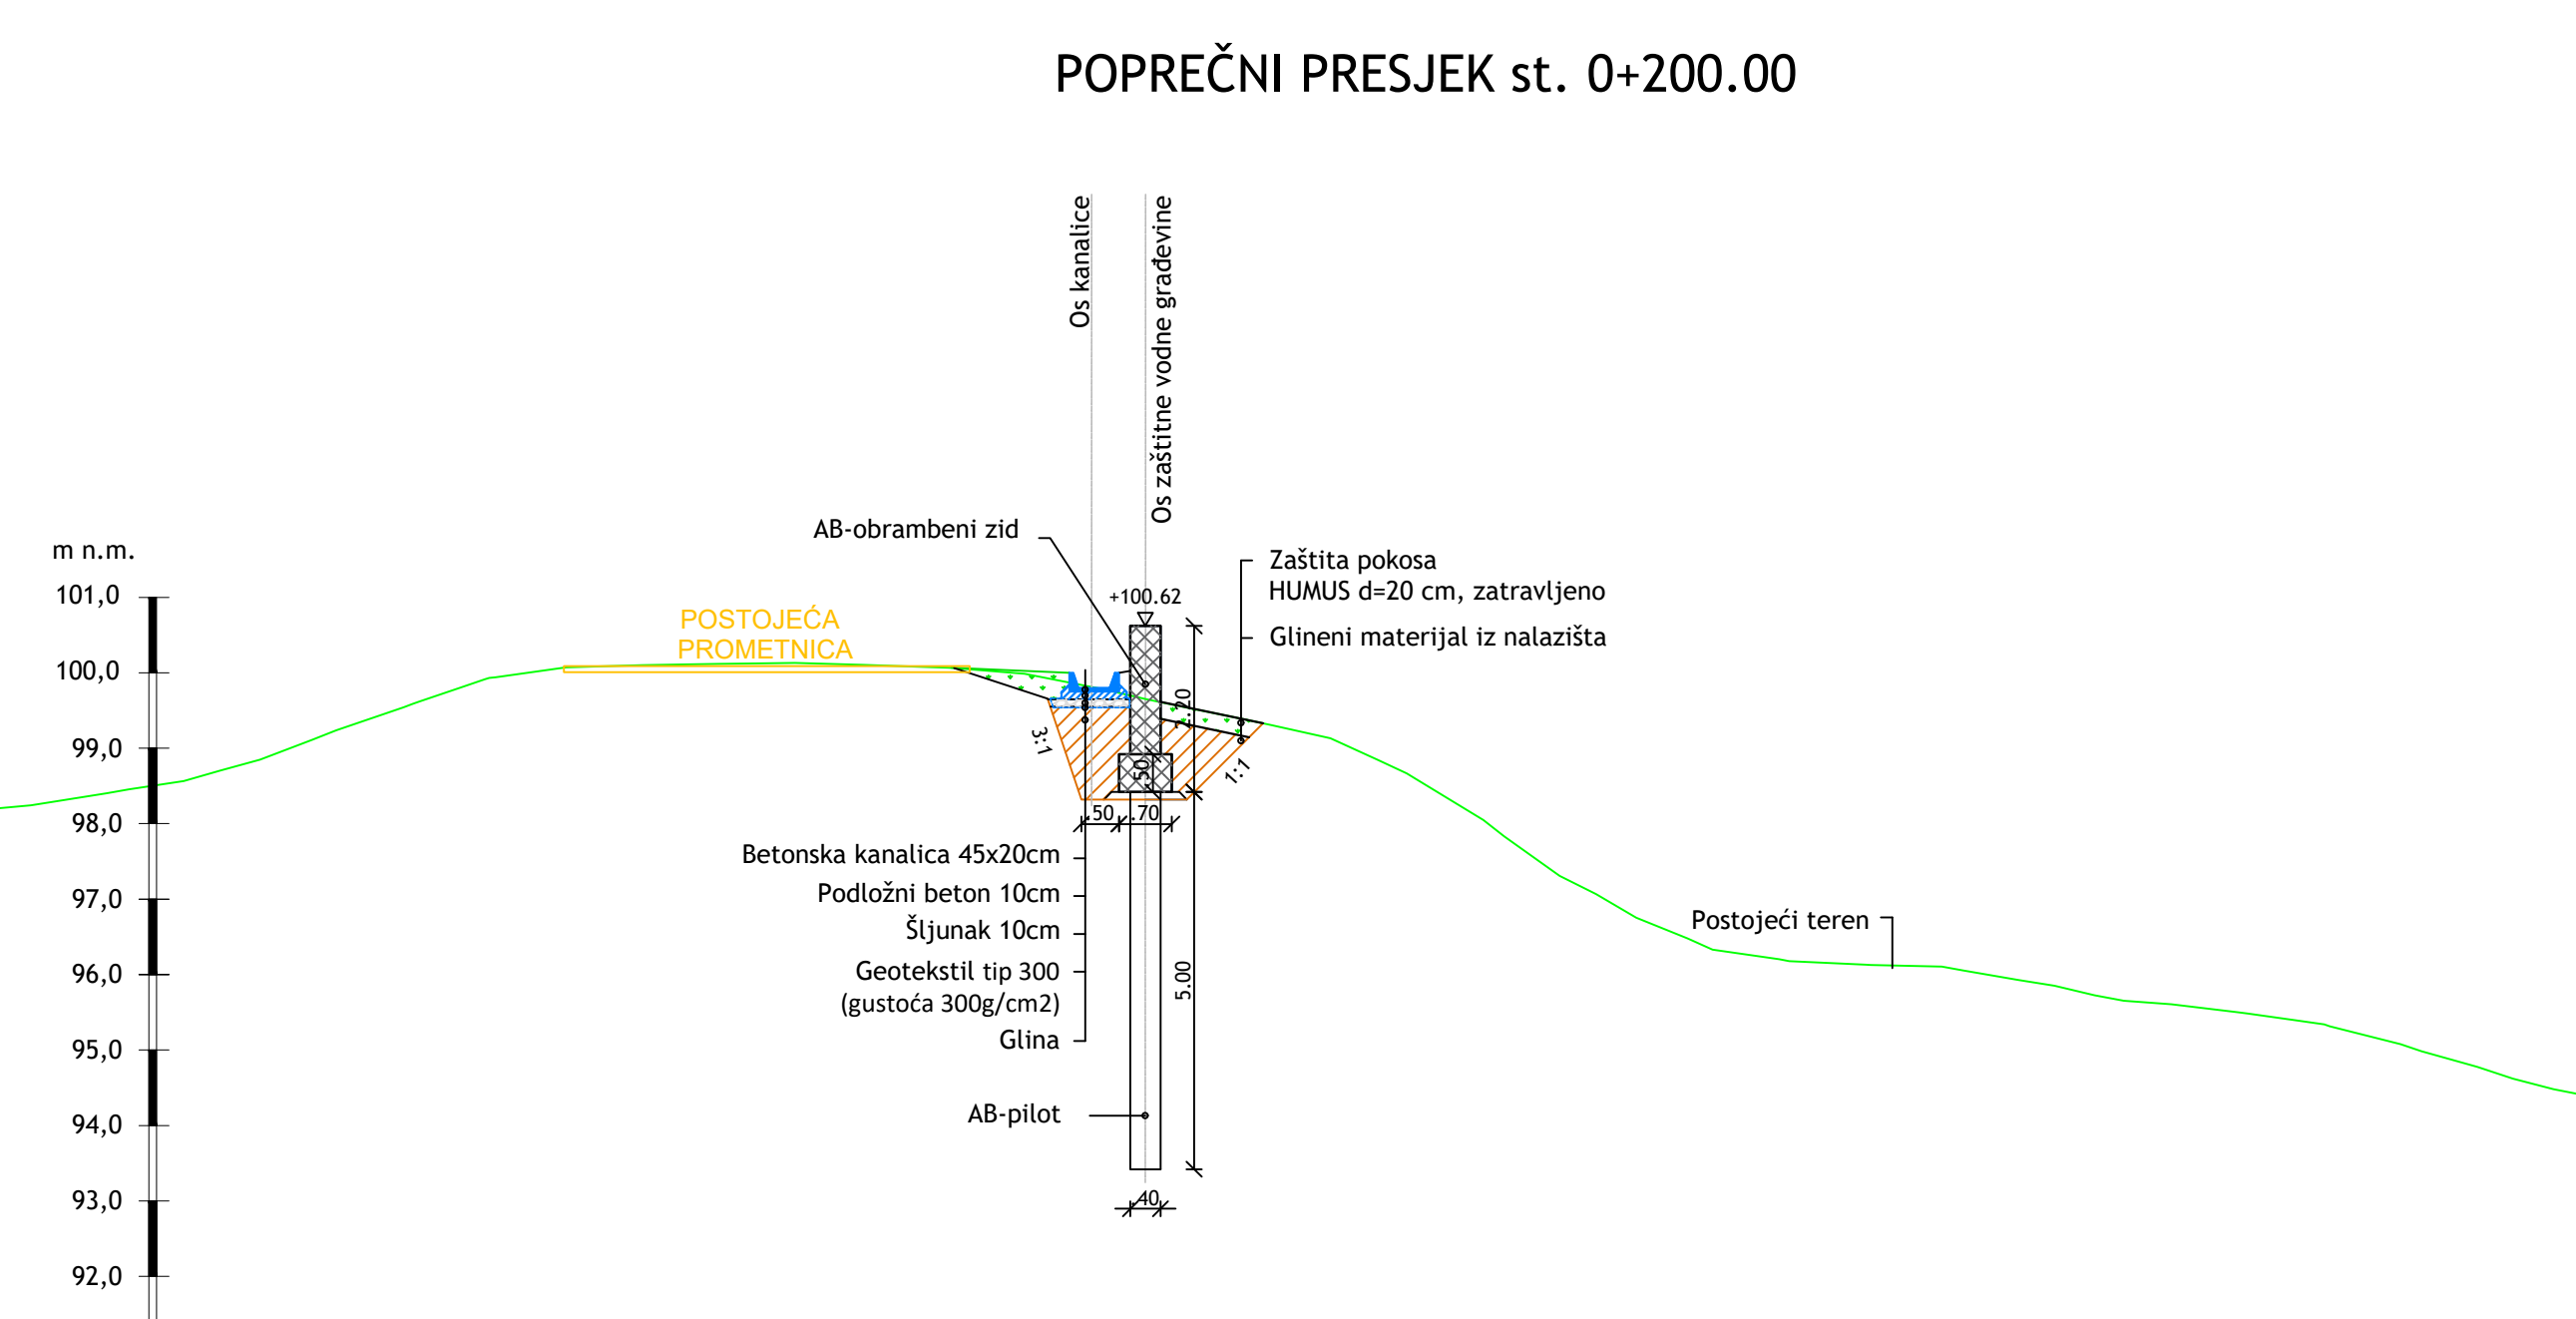 POPREČNI PRESJEK st. 0+200.00
Os kanalice
Os zaštitne vodne građevine
AB-obrambeni zid
m n.m.
Zaštita pokosa
HUMUS d=20 cm, zatravljeno
Glineni materijal iz nalazišta
+100.62
POSTOJEĆA
PROMETNICA
101,0
100,0
99,0
98,0
97,0
96,0
95,0
94,0
93,0
92,0
2.20
3:1
.50
1:1
.50
.70
Betonska kanalica 45x20cm
Podložni beton 10cm
Šljunak 10cm
Geotekstil tip 300
(gustoća 300g/cm2)
Glina
Postojeći teren
5.00
AB-pilot
.40